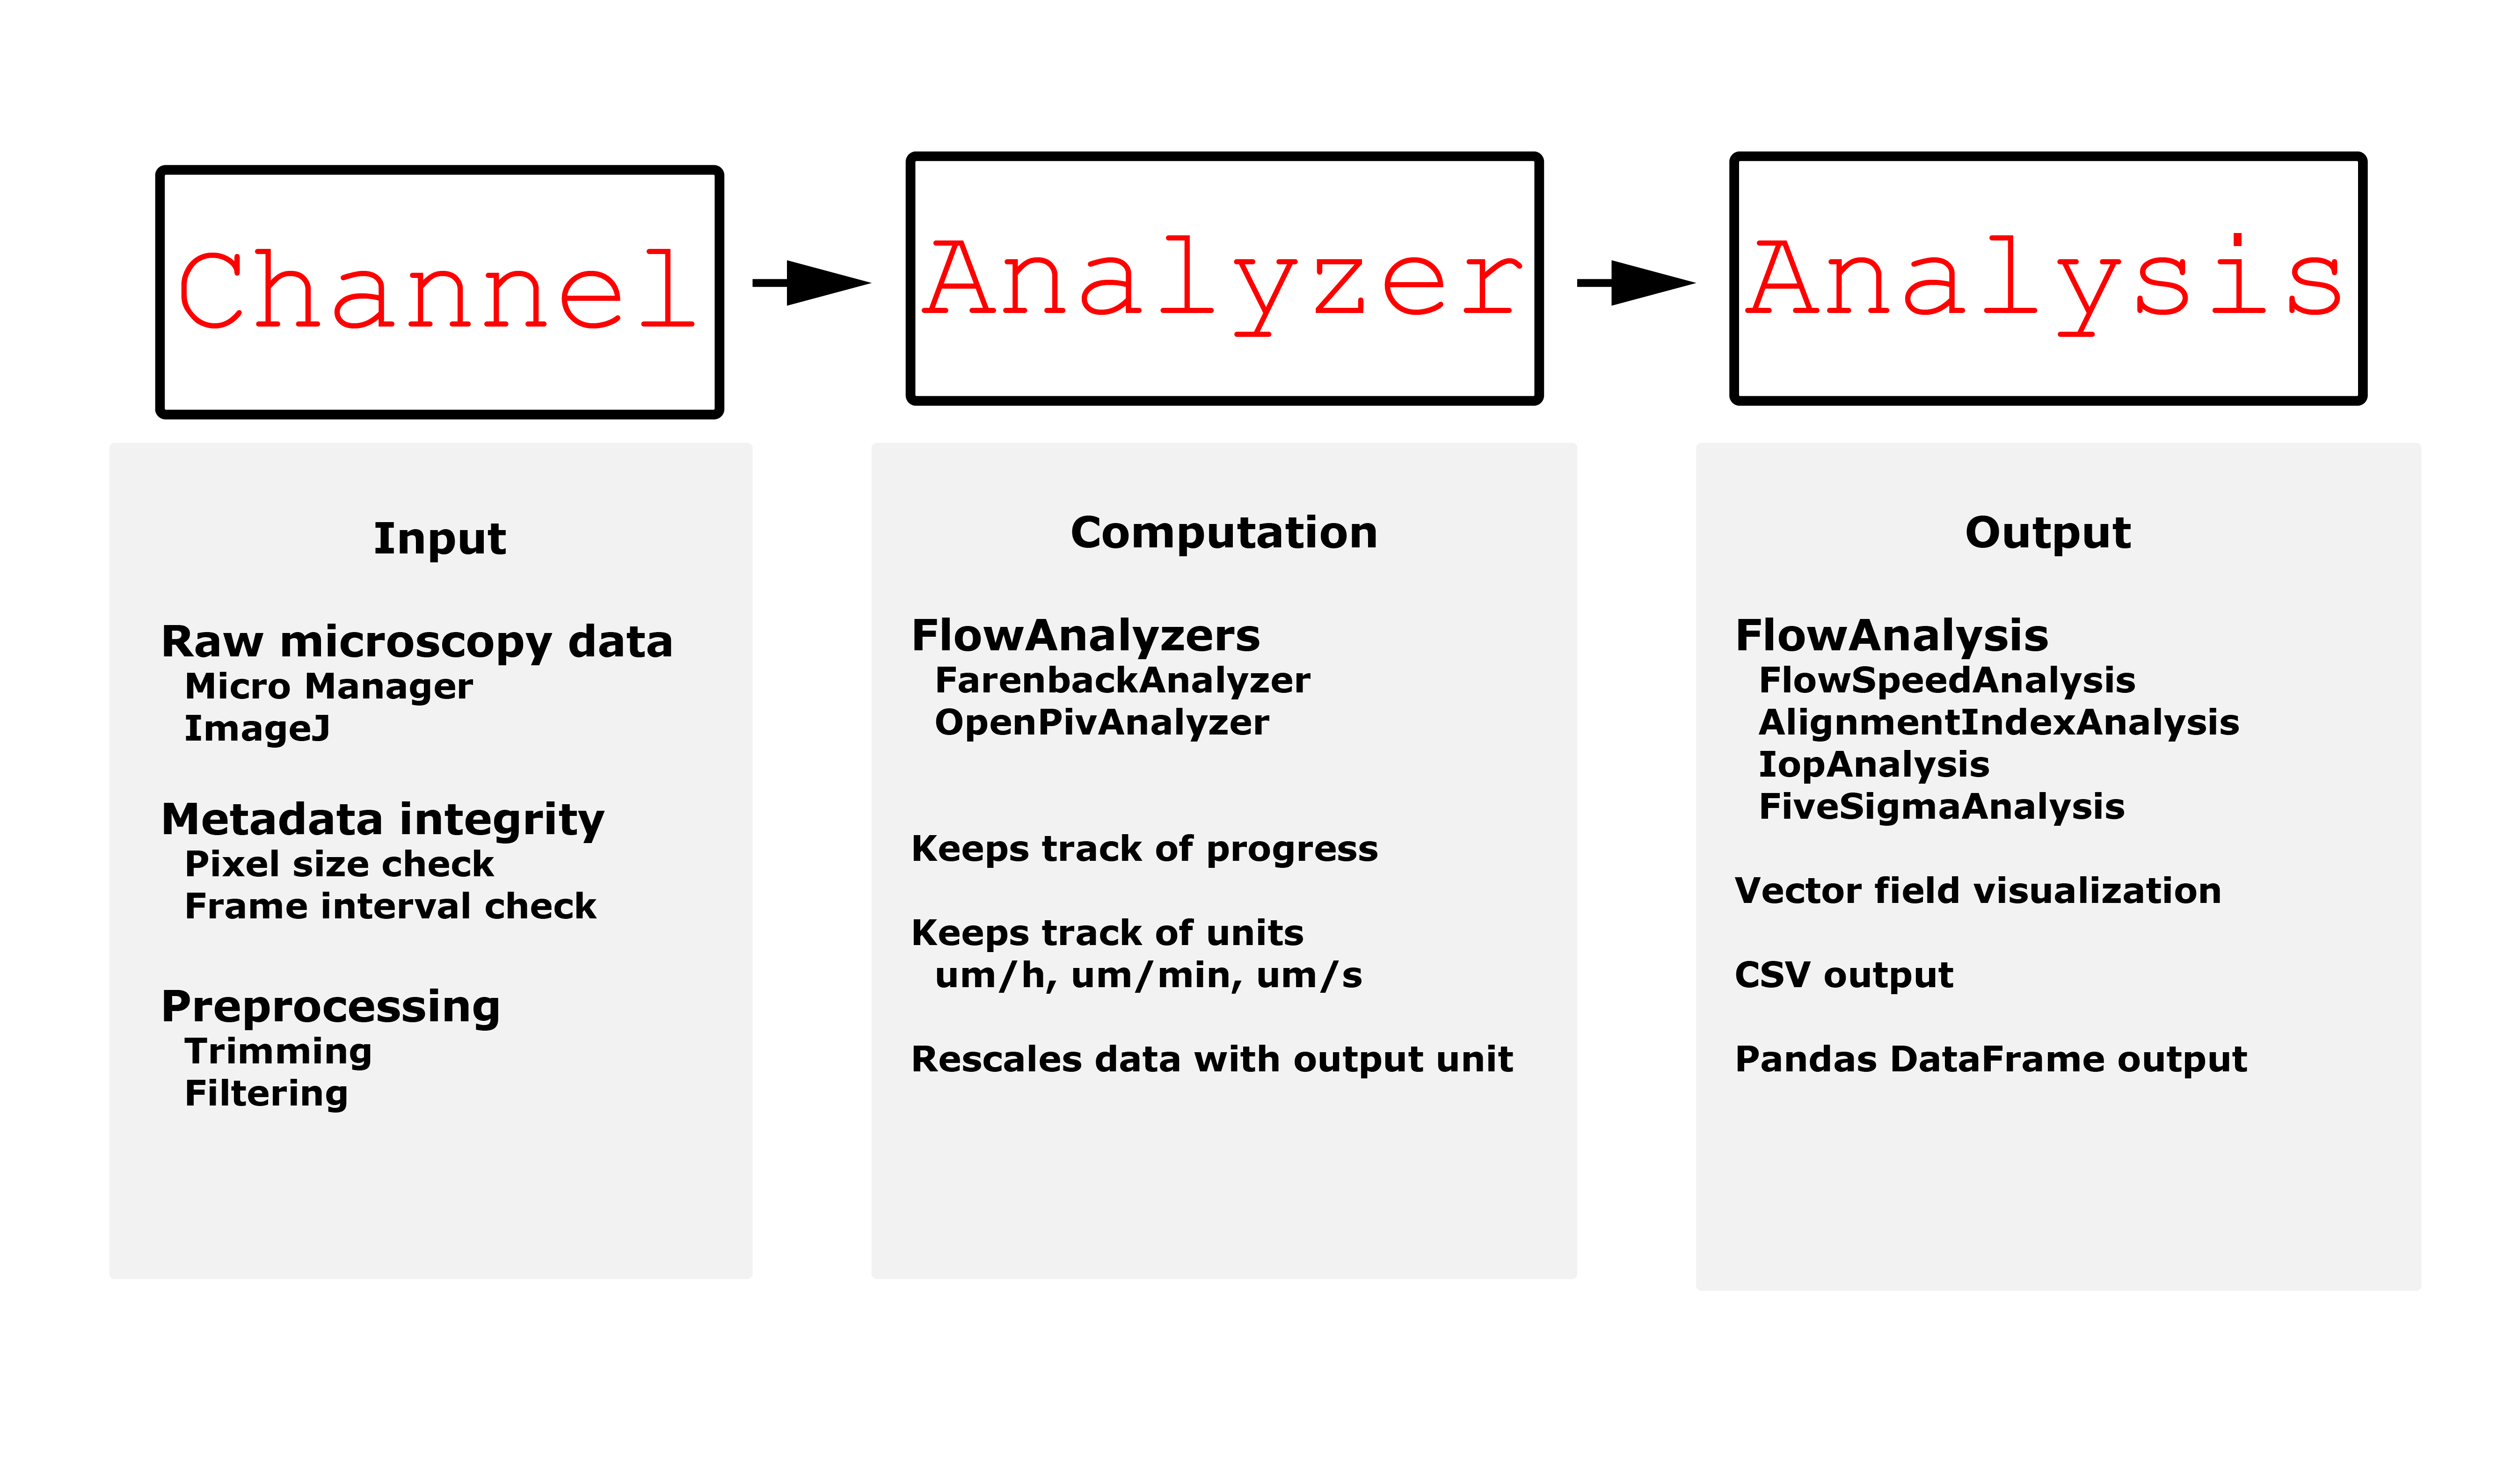 Channel
Analyzer
Analysis
Input
Raw microscopy data
Micro Manager
ImageJ
Metadata integrity
Pixel size check
Frame interval check
Preprocessing
Trimming
Filtering
Computation
FlowAnalyzers
FarenbackAnalyzer
OpenPivAnalyzer
Keeps track of progress
Keeps track of units
um/h, um/min, um/s
Rescales data with output unit
Output
FlowAnalysis
FlowSpeedAnalysis
AlignmentIndexAnalysis
IopAnalysis
FiveSigmaAnalysis
Vector field visualization
CSV output
Pandas DataFrame output